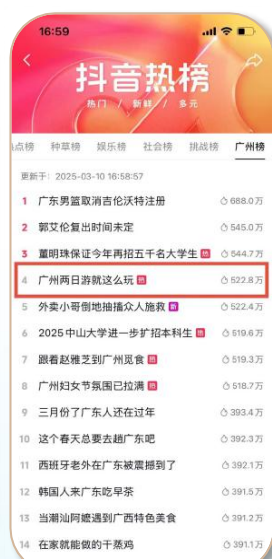 16:59
抖音热榜
热门 / 新鲜 / 多元
点榜 种草榜 娱乐榜 社会榜 挑战榜 广州榜
更新于：2025-03-10 16:58:57
1 广东男篮取消吉伦沃特注册 688.0万
2 郭艾伦复出时间未定 545.0万
3 董明珠保证今年再招五千名大学生 热 544.7万
4 广州两日游就这么玩 热 522.8万
5 外卖小哥倒地抽搐众人施救 新 522.4万
6 2025中山大学进一步扩招本科生 热 519.6万
7 跟着赵雅芝到广州觅食 热 519.3万
8 广州妇女节氛围已拉满 热 518.7万
9 三月份了广东人还在过年 393.4万
10 这个春天总要去趟广东吧 392.3万
11 西班牙老外在广东被震撼到了 392.1万
12 韩国人来广东吃早茶 391.5万
13 当潮汕阿嬷遇到广西特色美食 391.2万
14 在家就能做的干蒸鸡 391.1万